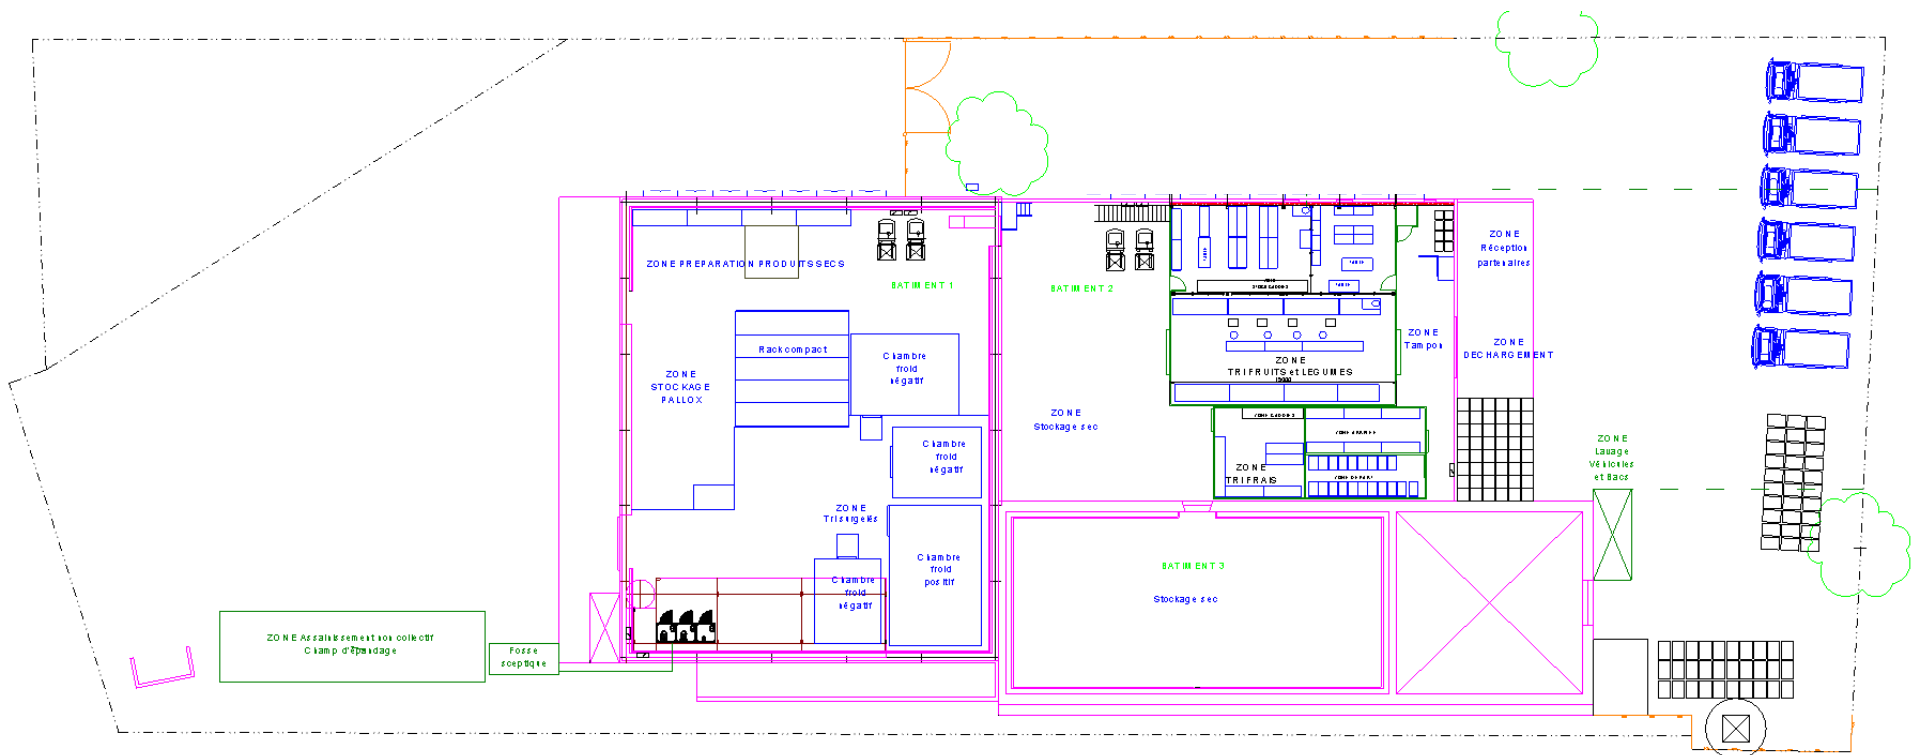 ZONE PREPARATION PRODUITS SECS
BATIMENT 1
Rack compact
Chambre
froid
négatif
ZONE
STOCKAGE
PALLOX
Chambre
froid
négatif
ZONE
Tri surgelés
Chambre
froid
positif
Chambre
froid
négatif
BATIMENT 2
ZONE
Stockage sec
ZONE
TRI FRUITS et LEGUMES
ZONE
Tampon
ZONE
TRI FRAIS
ZONE
Réception
partenaires
ZONE
DECHARGEMENT
ZONE
Lavage
Véhicules
et Bacs
BATIMENT 3
Stockage sec
ZONE Assainissement non collectif
Champ d'épandage
Fosse
sceptique